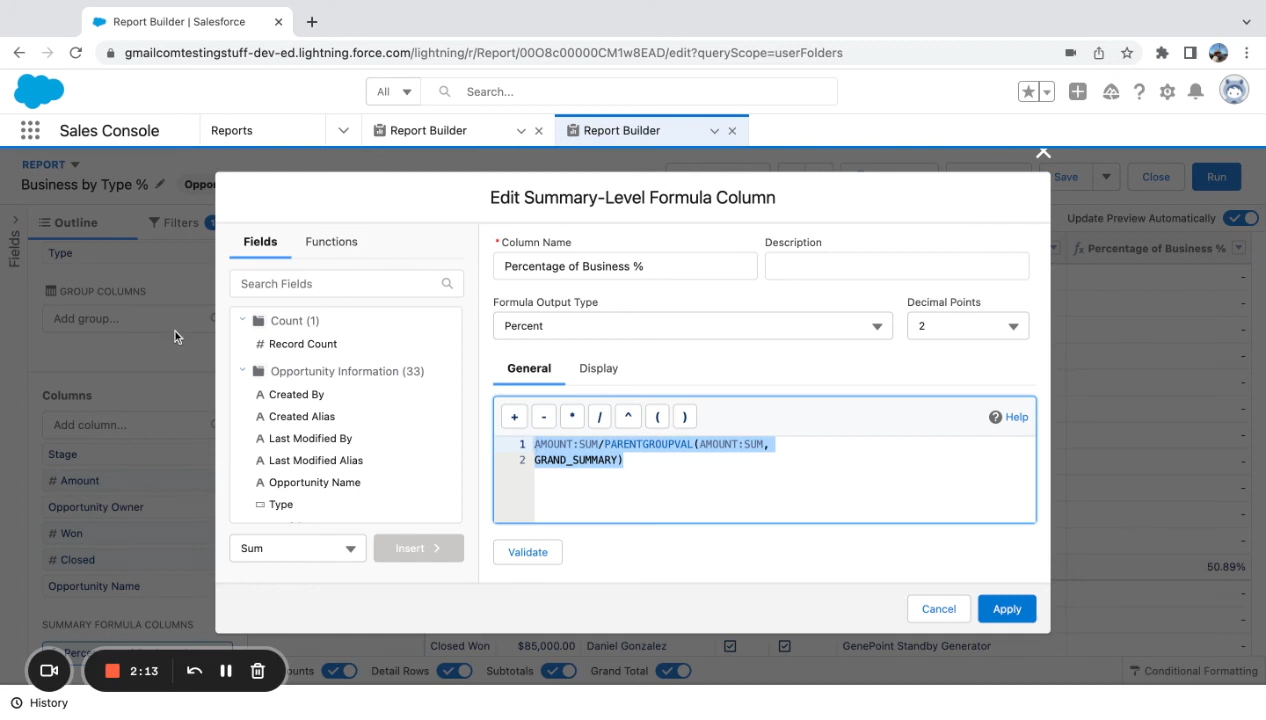 Report Builder | Salesforce
gmailcomtestingstuff-dev-ed.lightning.force.com/lightning/r/Report/00O8c00000CM1w8EAD/edit?queryScope=userFolders
All
Search...
Sales Console
Reports
Report Builder
Report Builder
REPORT
Business by Type %
Save
Close
Run
Fields
Outline
Filters
Update Preview Automatically
Type
fx Percentage of Business %
GROUP COLUMNS
Add group...
Columns
Add column...
Stage
# Amount
Opportunity Owner
# Won
# Closed
Opportunity Name
SUMMARY FORMULA COLUMNS
Edit Summary-Level Formula Column
Fields
Functions
Search Fields
Count (1)
# Record Count
Opportunity Information (33)
A Created By
A Created Alias
A Last Modified By
A Last Modified Alias
A Opportunity Name
Type
Sum
Insert
* Column Name
Description
Percentage of Business %
Formula Output Type
Decimal Points
Percent
2
General
Display
+ - * / ^ ( )
Help
1 AMOUNT:SUM/PARENTGROUPVAL(AMOUNT:SUM,
2 GRAND_SUMMARY)
Validate
Cancel
Apply
50.89%
Closed Won
$85,000.00
Daniel Gonzalez
GenePoint Standby Generator
2:13
Detail Rows
Subtotals
Grand Total
Conditional Formatting
History